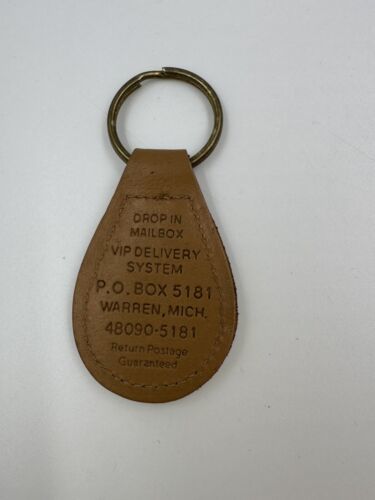 DROP IN
MAILBOX
VIP DELIVERY
SYSTEM
P.O. BOX 5181
WARREN, MICH.
48090-5181
Return Postage
Guaranteed